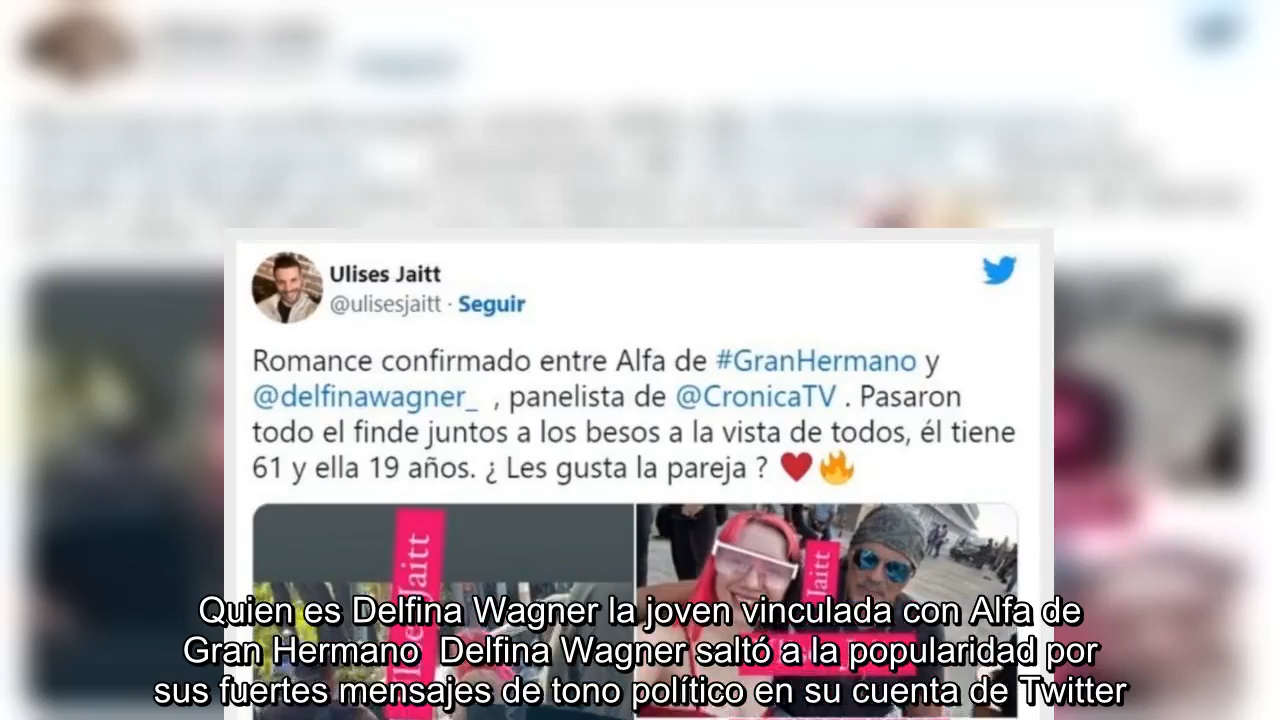 Ulises Jaitt
@ulisesjaitt · Seguir
Romance confirmado entre Alfa de #GranHermano y
@delfinawagner_ , panelista de @CronicaTV . Pasaron
todo el finde juntos a los besos a la vista de todos, él tiene
61 y ella 19 años. ¿ Les gusta la pareja ? ❤️🔥
Jaitt
Jaitt
Quien es Delfina Wagner la joven vinculada con Alfa de
Gran Hermano Delfina Wagner saltó a la popularidad por
sus fuertes mensajes de tono político en su cuenta de Twitter